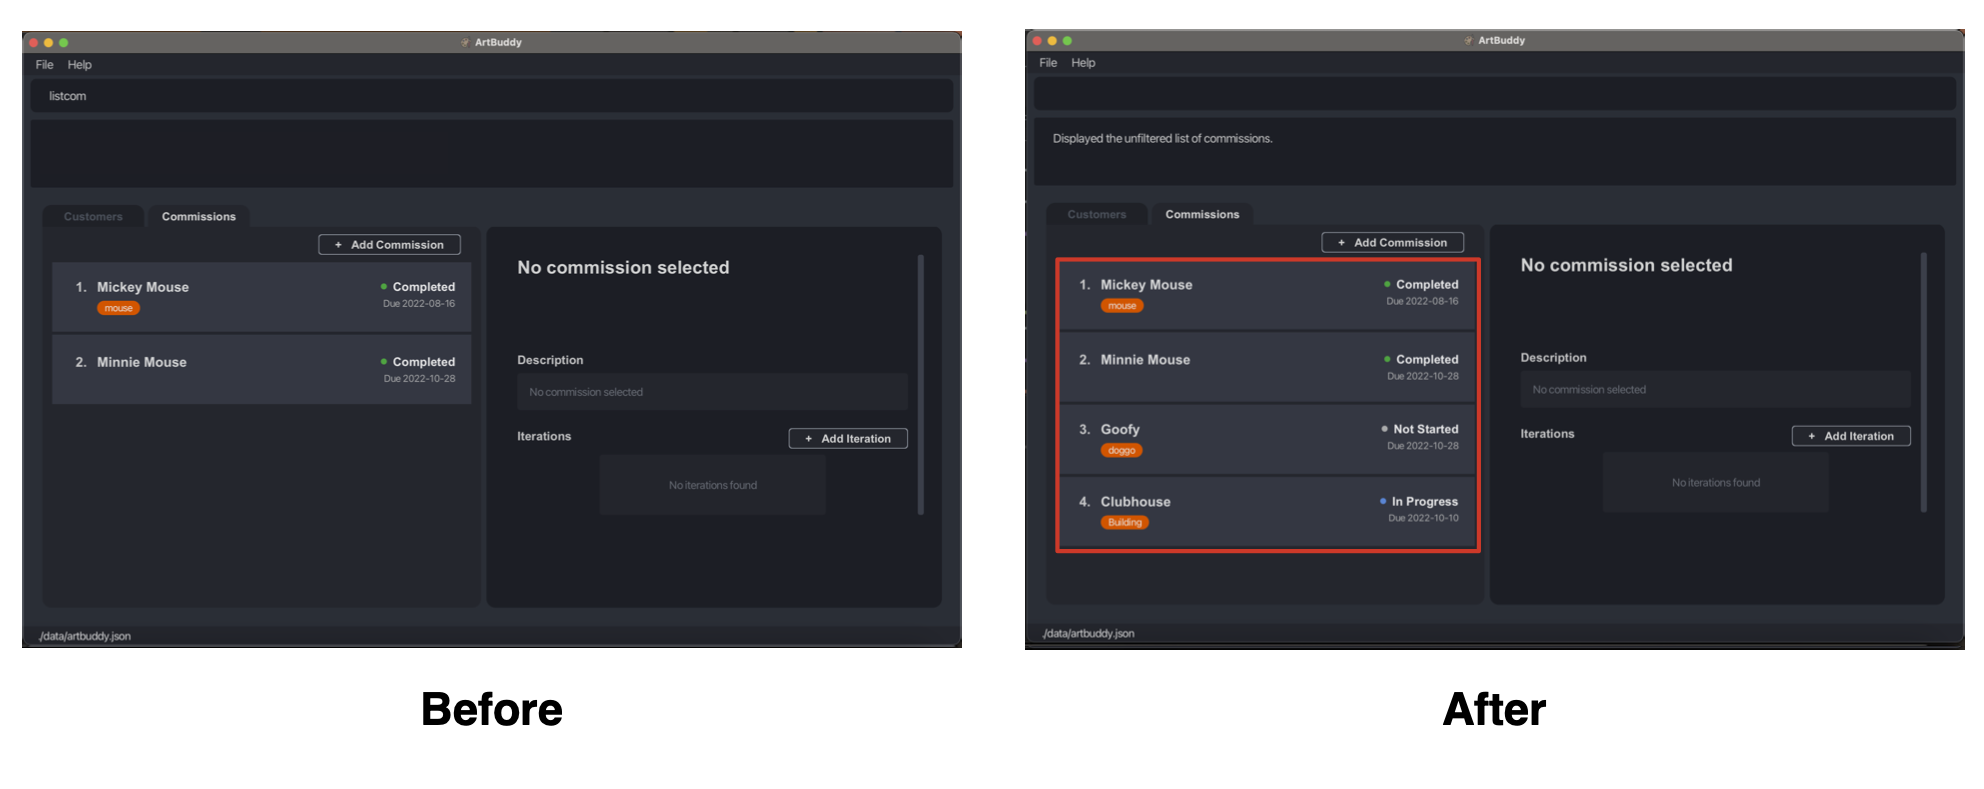 ArtBuddy
File Help
listcom
Customers Commissions
+ Add Commission
1. Mickey Mouse Completed
mouse Due 2022-08-16
2. Minnie Mouse Completed
Due 2022-10-28
No commission selected
Description
No commission selected
Iterations + Add Iteration
No iterations found
./data/artbuddy.json
Before
ArtBuddy
File Help
Displayed the unfiltered list of commissions.
Customers Commissions
+ Add Commission
1. Mickey Mouse Completed
mouse Due 2022-08-16
2. Minnie Mouse Completed
Due 2022-10-28
3. Goofy Not Started
doggo Due 2022-10-28
4. Clubhouse In Progress
Building Due 2022-10-10
No commission selected
Description
No commission selected
Iterations + Add Iteration
No iterations found
./data/artbuddy.json
After